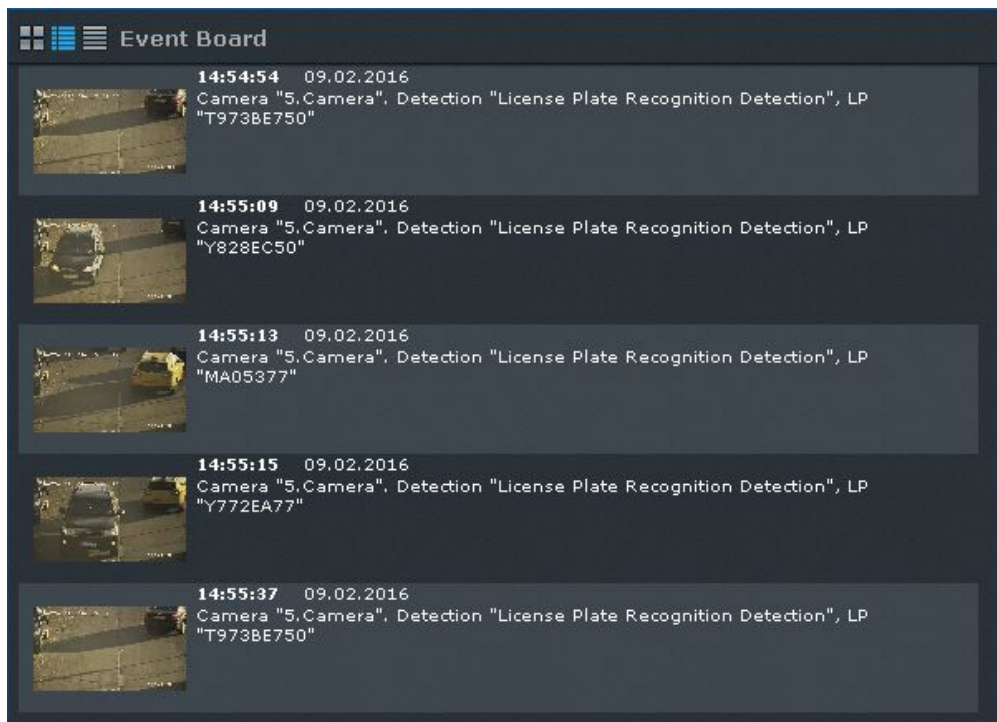 Event Board
14:54:54 09.02.2016
Camera "5.Camera". Detection "License Plate Recognition Detection", LP
"T973BE750"
14:55:09 09.02.2016
Camera "5.Camera". Detection "License Plate Recognition Detection", LP
"Y828EC50"
14:55:13 09.02.2016
Camera "5.Camera". Detection "License Plate Recognition Detection", LP
"MA05377"
14:55:15 09.02.2016
Camera "5.Camera". Detection "License Plate Recognition Detection", LP
"Y772EA77"
14:55:37 09.02.2016
Camera "5.Camera". Detection "License Plate Recognition Detection", LP
"T973BE750"